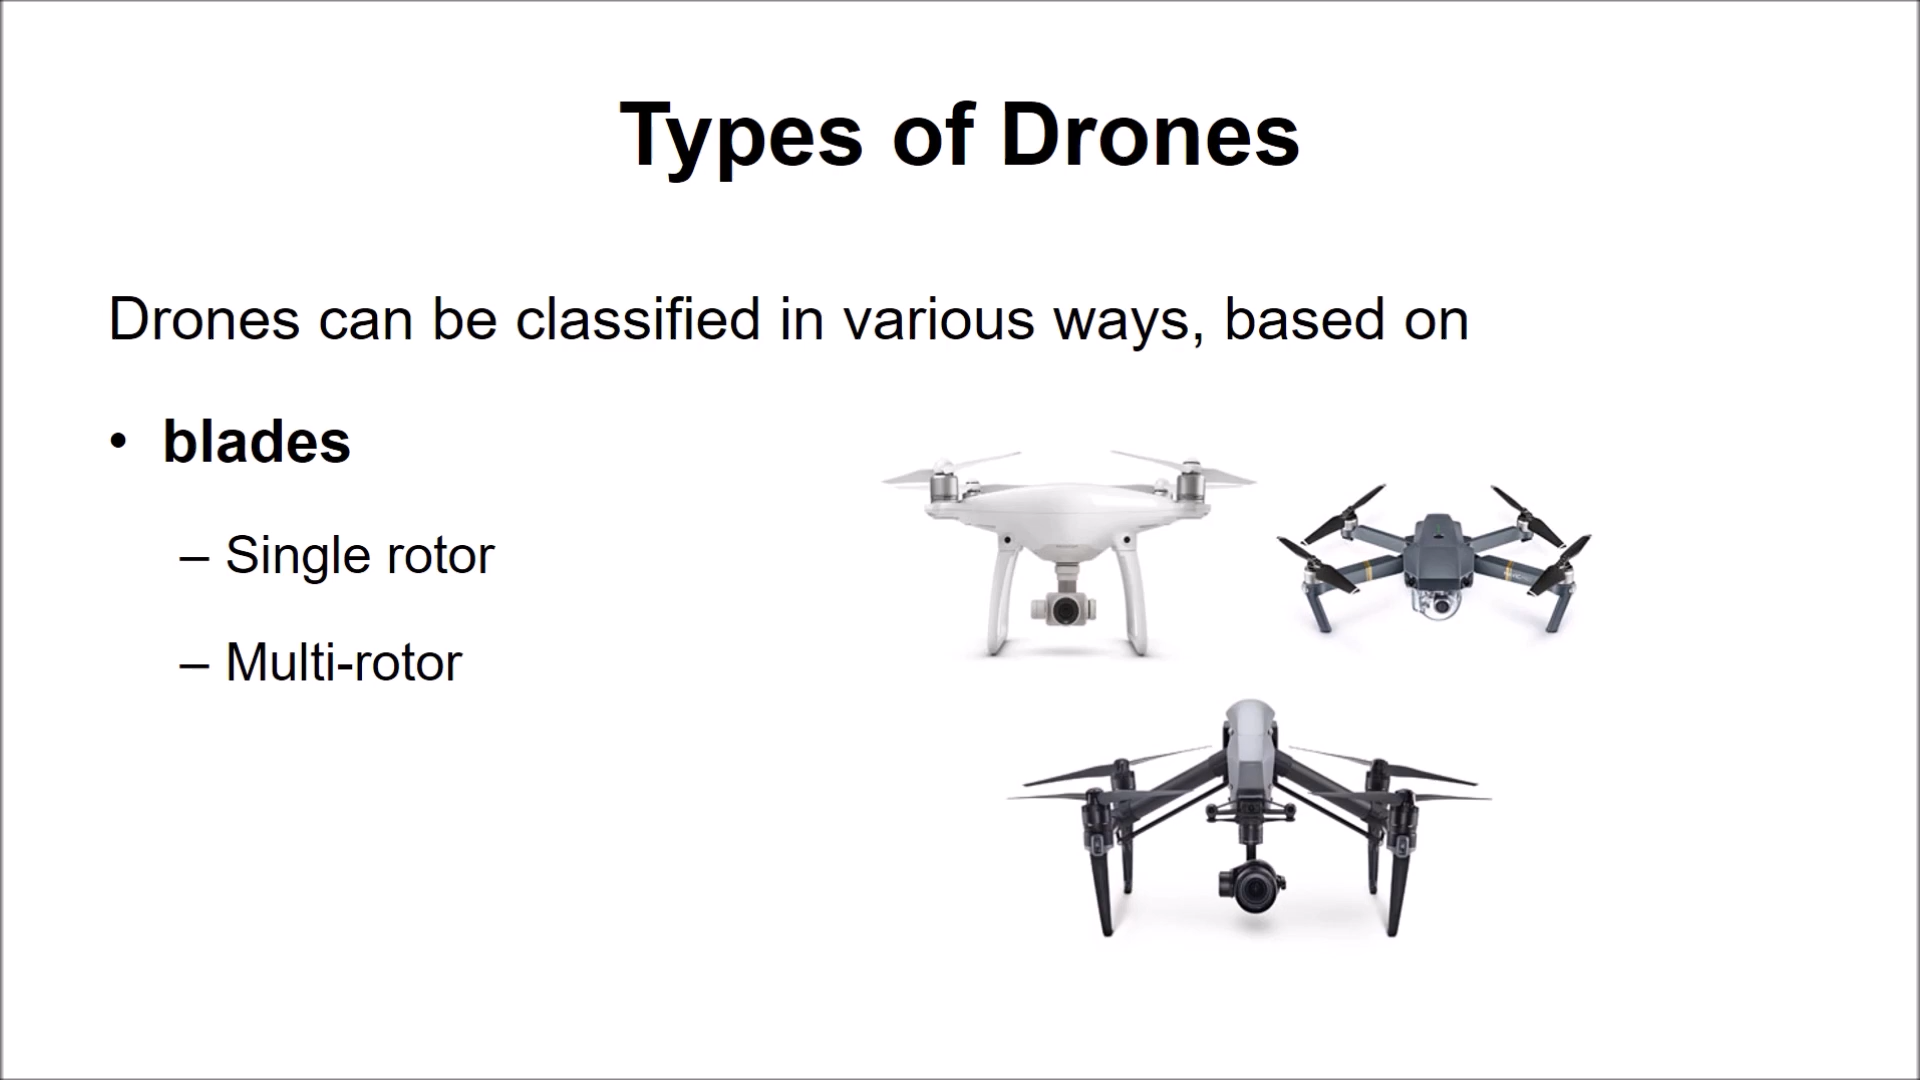 Types of Drones
Drones can be classified in various ways, based on
• blades
– Single rotor
– Multi-rotor